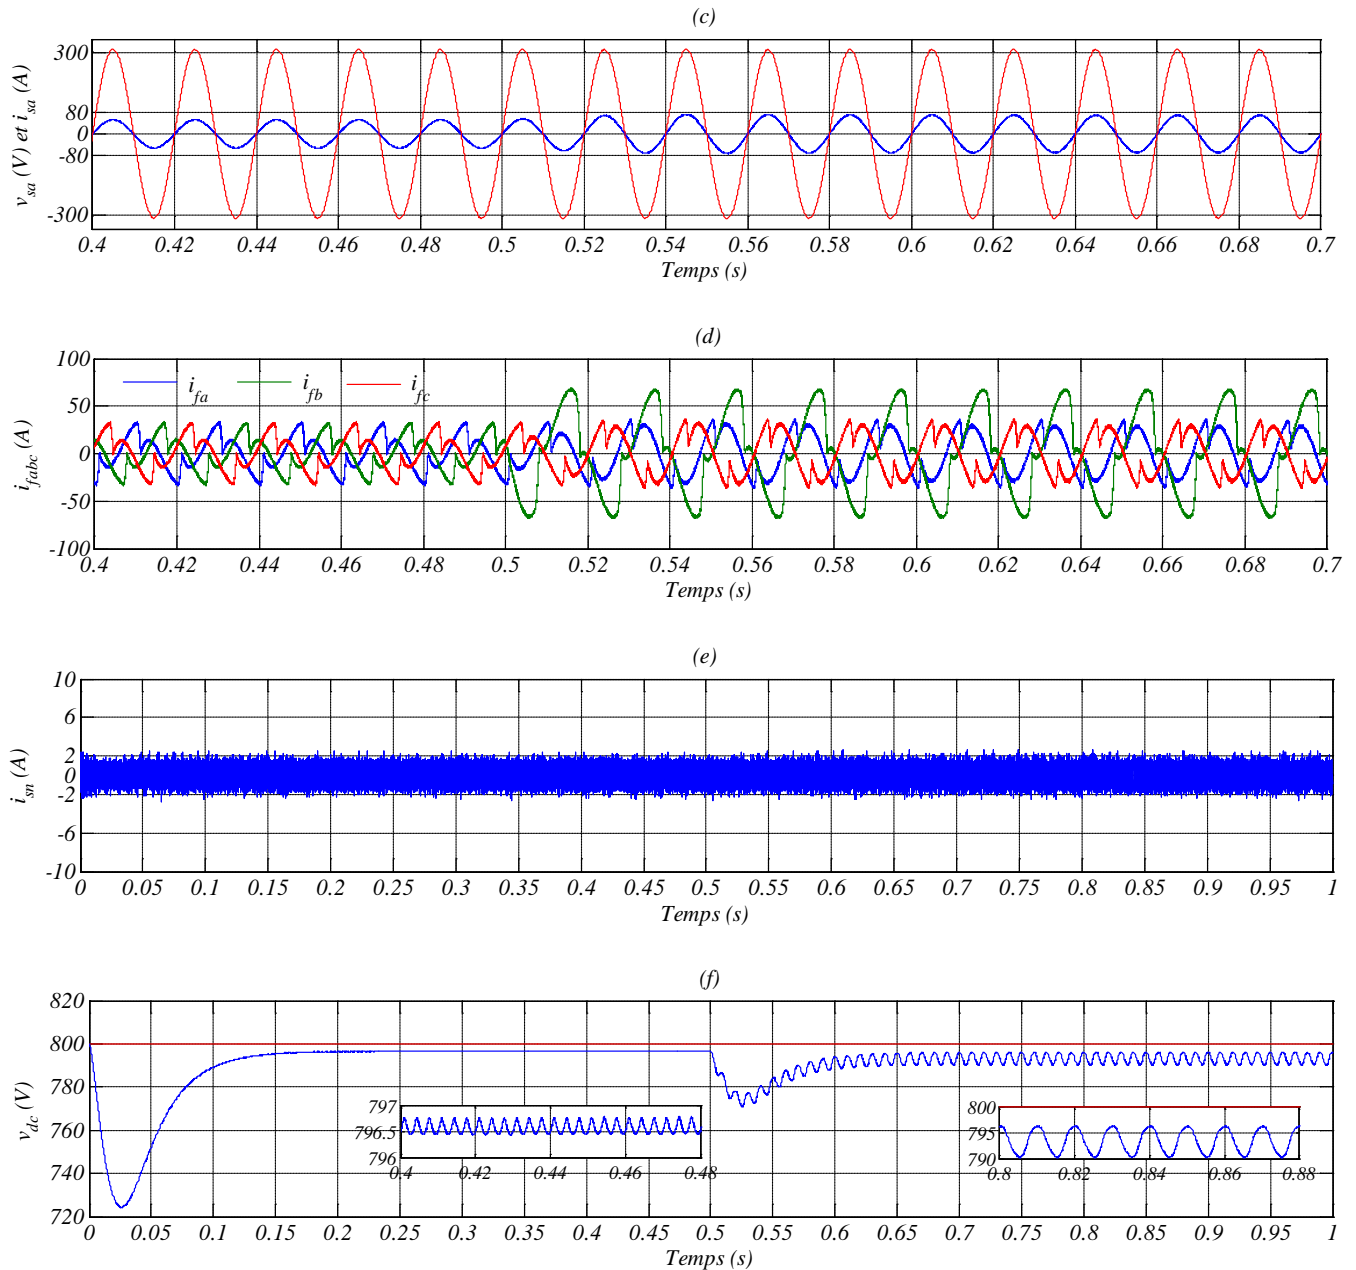 (c)
v_sa (V) et i_sa (A)
300
80
0
-80
-300
0.4 0.42 0.44 0.46 0.48 0.5 0.52 0.54 0.56 0.58 0.6 0.62 0.64 0.66 0.68 0.7
Temps (s)
(d)
i_fabc (A)
i_fa i_fb i_fc
100
50
0
-50
-100
0.4 0.42 0.44 0.46 0.48 0.5 0.52 0.54 0.56 0.58 0.6 0.62 0.64 0.66 0.68 0.7
Temps (s)
(e)
i_sn (A)
10
6
2
0
-2
-6
-10
0 0.05 0.1 0.15 0.2 0.25 0.3 0.35 0.4 0.45 0.5 0.55 0.6 0.65 0.7 0.75 0.8 0.85 0.9 0.95 1
Temps (s)
(f)
v_dc (V)
820
800
780
760
740
720
797
796.5
796
0.4 0.42 0.44 0.46 0.48
800
795
790
0.8 0.82 0.84 0.86 0.88
0 0.05 0.1 0.15 0.2 0.25 0.3 0.35 0.4 0.45 0.5 0.55 0.6 0.65 0.7 0.75 0.8 0.85 0.9 0.95 1
Temps (s)